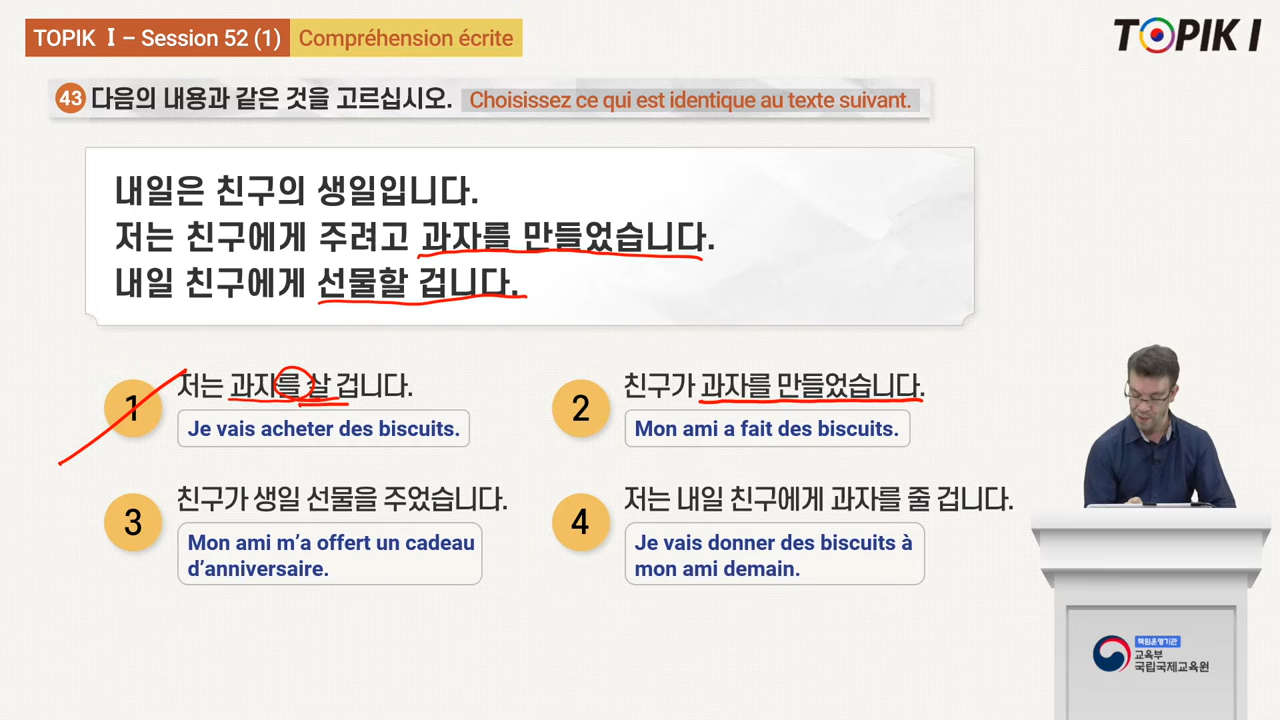 TOPIK I – Session 52 (1) Compréhension écrite
TOPIK I
43 다음의 내용과 같은 것을 고르십시오. Choisissez ce qui est identique au texte suivant.
내일은 친구의 생일입니다.
저는 친구에게 주려고 과자를 만들었습니다.
내일 친구에게 선물할 겁니다.
1 저는 과자를 살 겁니다.
Je vais acheter des biscuits.
2 친구가 과자를 만들었습니다.
Mon ami a fait des biscuits.
3 친구가 생일 선물을 주었습니다.
Mon ami m’a offert un cadeau
d’anniversaire.
4 저는 내일 친구에게 과자를 줄 겁니다.
Je vais donner des biscuits à
mon ami demain.
책임운영기관
교육부
국립국제교육원